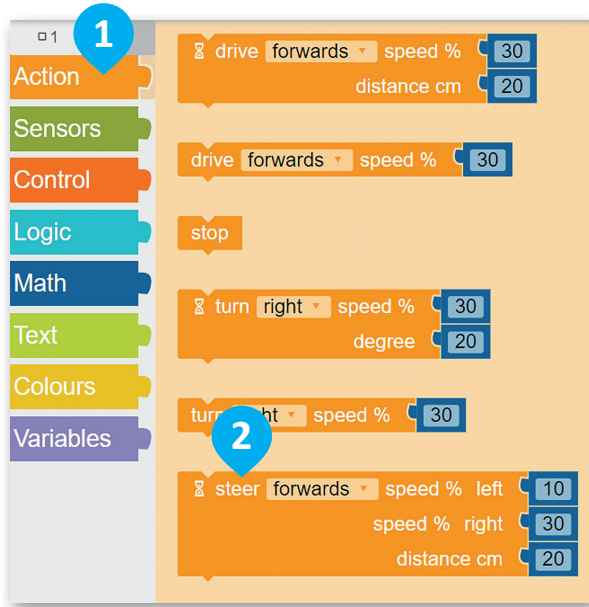 1
1
Action
Sensors
Control
Logic
Math
Text
Colours
Variables
drive forwards speed % 30
distance cm 20
drive forwards speed % 30
stop
turn right speed % 30
degree 20
speed % 30
2
steer forwards speed % left 10
speed % right 30
distance cm 20